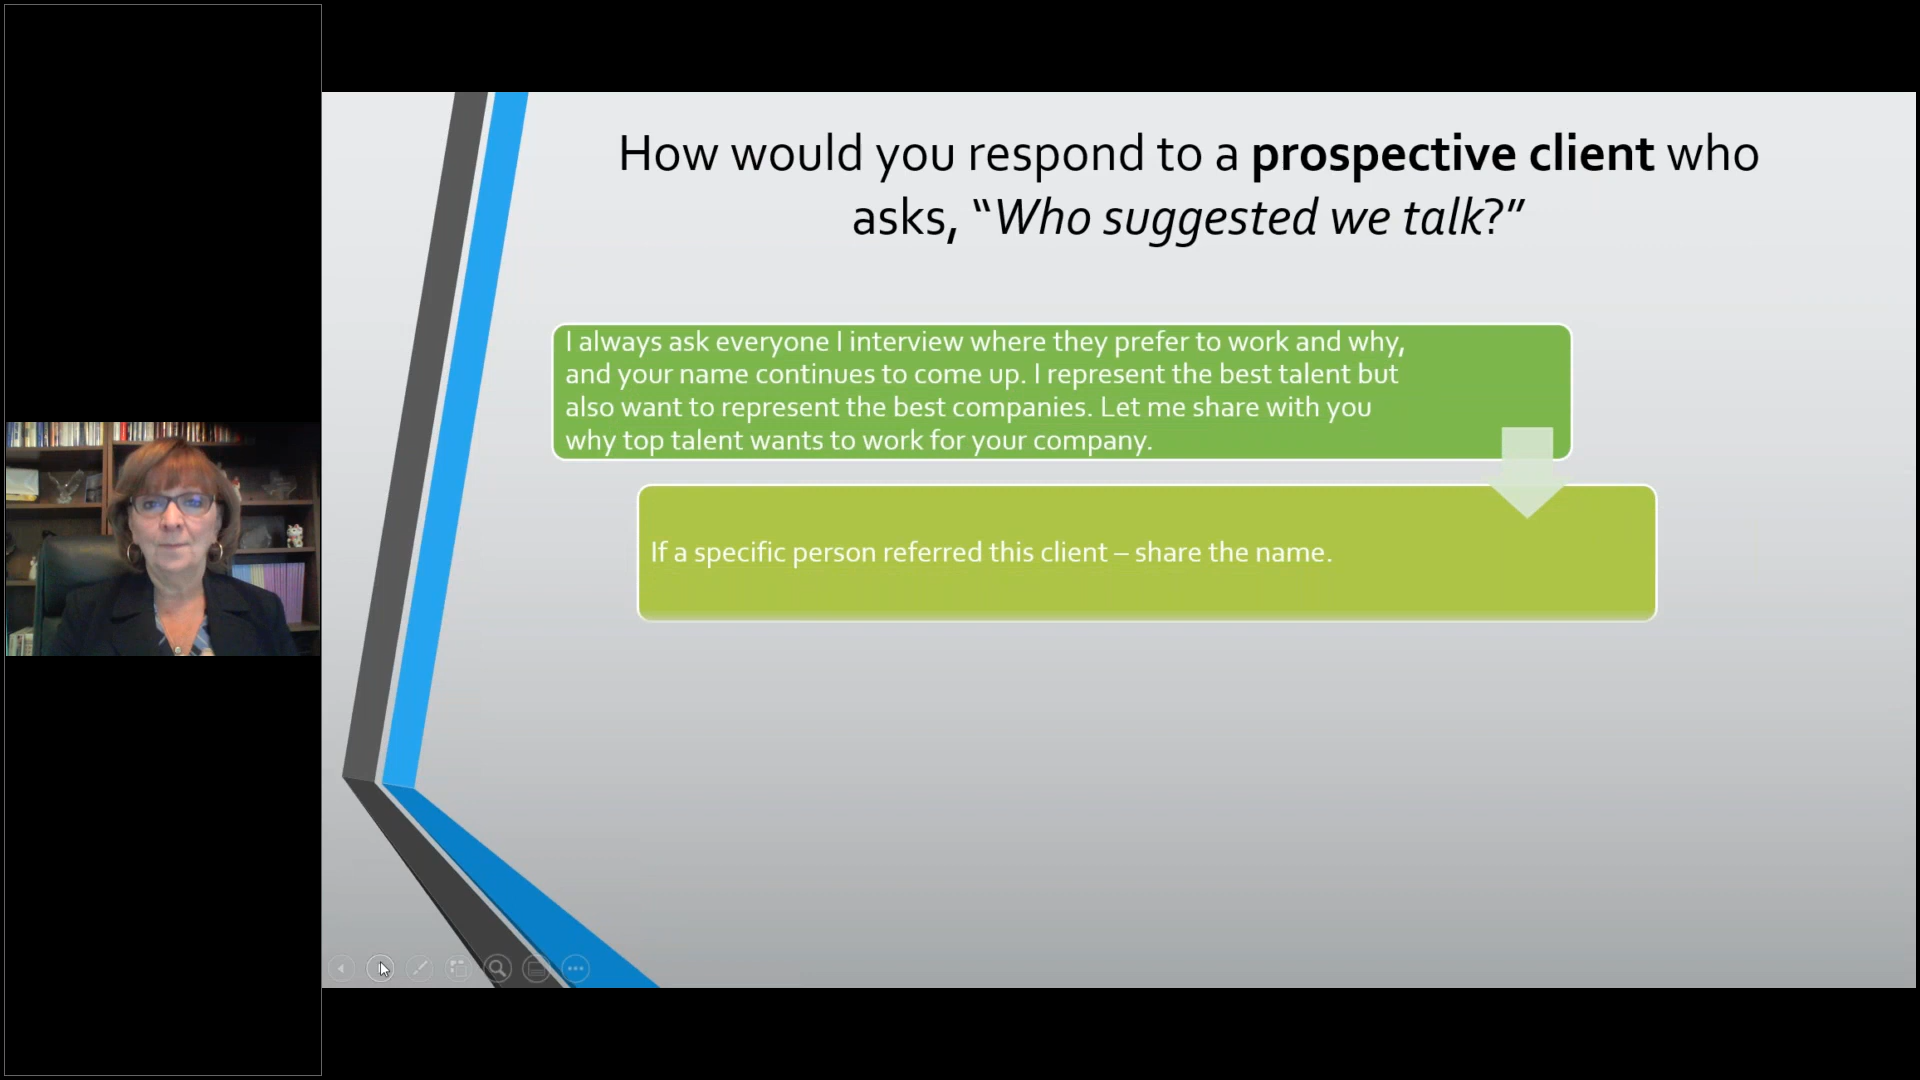 How would you respond to a prospective client who
asks, “Who suggested we talk?”
I always ask everyone I interview where they prefer to work and why,
and your name continues to come up. I represent the best talent but
also want to represent the best companies. Let me share with you
why top talent wants to work for your company.
If a specific person referred this client – share the name.